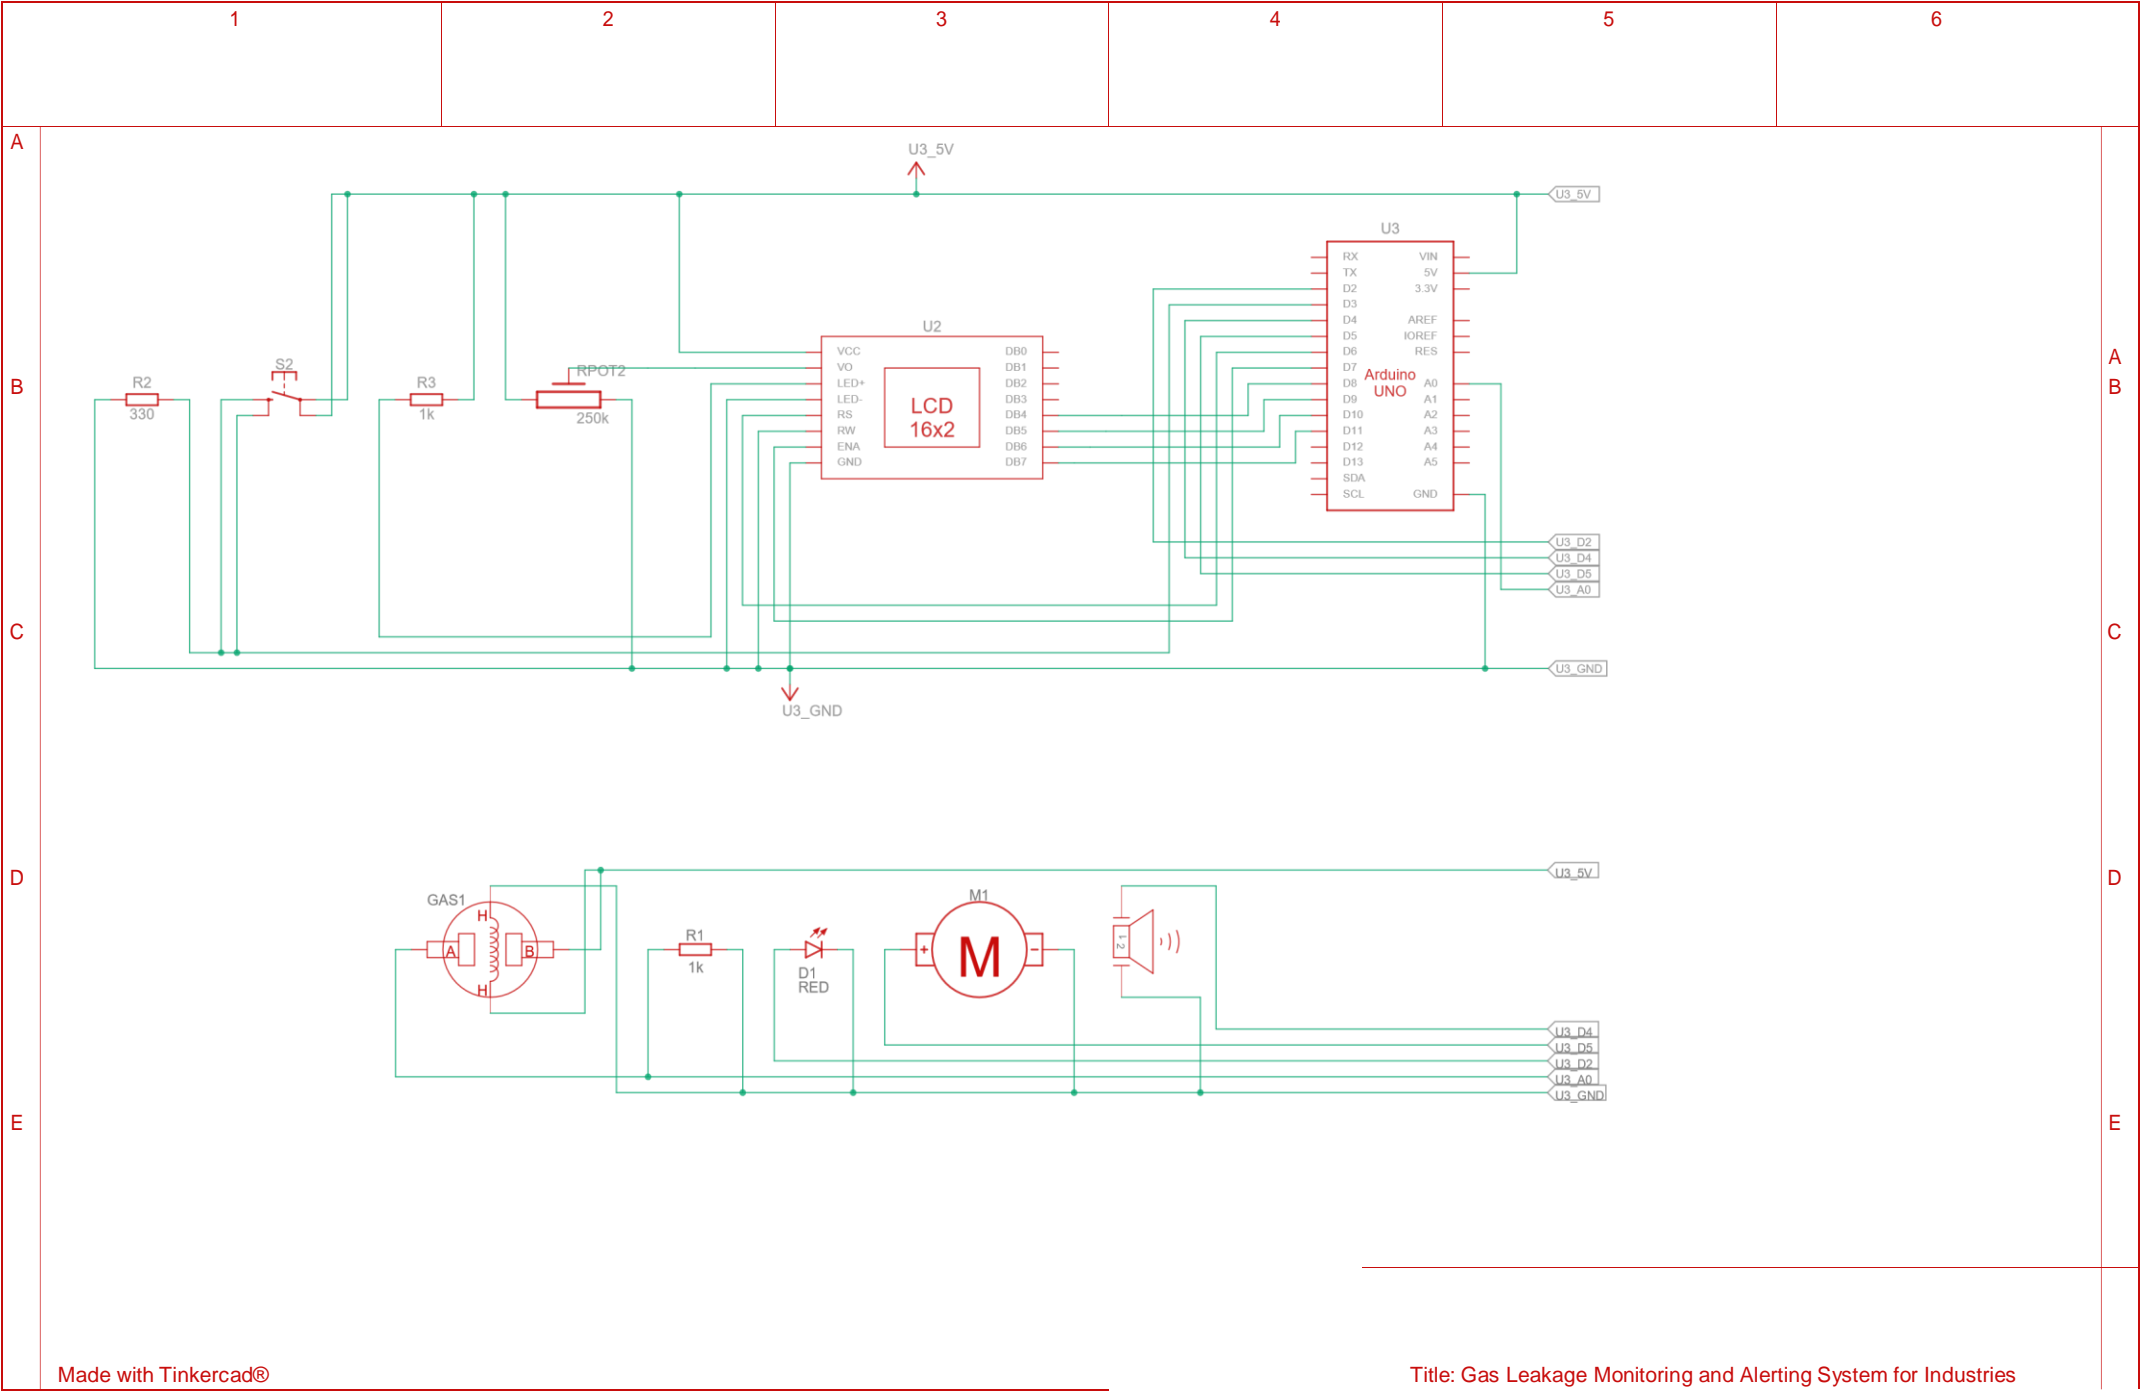 1 2 3 4 5 6
A
U3_5V
U3_5V
U3
RX VIN
TX 5V
D2 3.3V
D3
D4 AREF
D5 IOREF
D6 RES
D7
D8 A0
D9 A1
D10 A2
D11 A3
D12 A4
D13 A5
SDA
SCL GND
Arduino
UNO
U2
VCC DB0
VO DB1
LED+ DB2
LED- DB3
RS DB4
RW DB5
ENA DB6
GND DB7
LCD
16x2
A
B B
R2
330
S2
R3
1k
RPOT2
250k
U3_D2
U3_D4
U3_D5
U3_A0
C C
U3_GND
U3_GND
D D
U3_5V
GAS1
H
A B
H
R1
1k
D1
RED
M1
+ M -
1 2
U3_D4
U3_D5
U3_D2
U3_A0
U3_GND
E E
Made with Tinkercad®
Title: Gas Leakage Monitoring and Alerting System for Industries